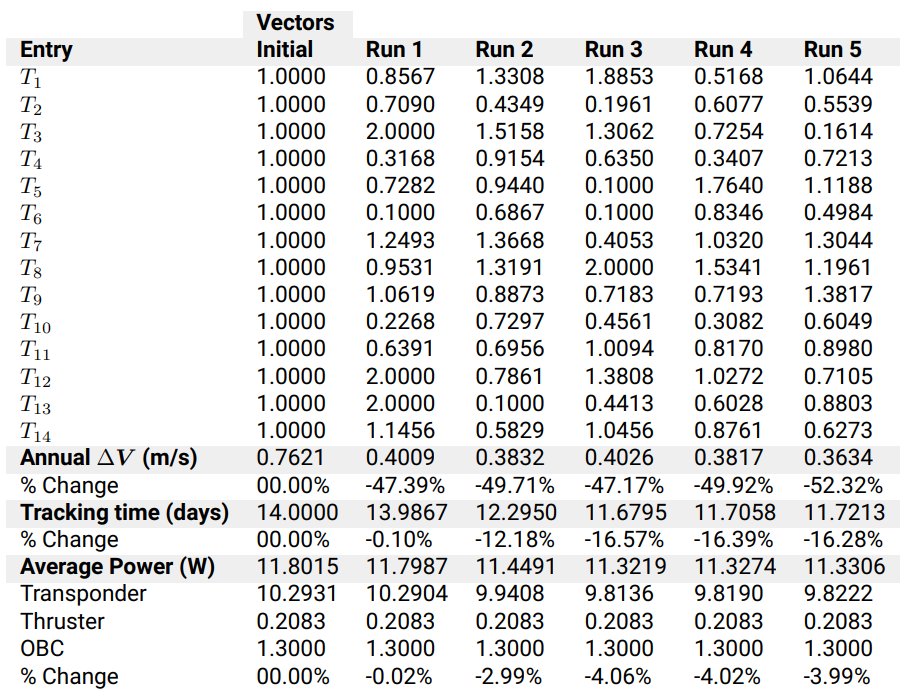 Vectors
Entry Initial Run 1 Run 2 Run 3 Run 4 Run 5
T₁ 1.0000 0.8567 1.3308 1.8853 0.5168 1.0644
T₂ 1.0000 0.7090 0.4349 0.1961 0.6077 0.5539
T₃ 1.0000 2.0000 1.5158 1.3062 0.7254 0.1614
T₄ 1.0000 0.3168 0.9154 0.6350 0.3407 0.7213
T₅ 1.0000 0.7282 0.9440 0.1000 1.7640 1.1188
T₆ 1.0000 0.1000 0.6867 0.1000 0.8346 0.4984
T₇ 1.0000 1.2493 1.3668 0.4053 1.0320 1.3044
T₈ 1.0000 0.9531 1.3191 2.0000 1.5341 1.1961
T₉ 1.0000 1.0619 0.8873 0.7183 0.7193 1.3817
T₁₀ 1.0000 0.2268 0.7297 0.4561 0.3082 0.6049
T₁₁ 1.0000 0.6391 0.6956 1.0094 0.8170 0.8980
T₁₂ 1.0000 2.0000 0.7861 1.3808 1.0272 0.7105
T₁₃ 1.0000 2.0000 0.1000 0.4413 0.6028 0.8803
T₁₄ 1.0000 1.1456 0.5829 1.0456 0.8761 0.6273
Annual ΔV (m/s) 0.7621 0.4009 0.3832 0.4026 0.3817 0.3634
% Change 00.00% -47.39% -49.71% -47.17% -49.92% -52.32%
Tracking time (days) 14.0000 13.9867 12.2950 11.6795 11.7058 11.7213
% Change 00.00% -0.10% -12.18% -16.57% -16.39% -16.28%
Average Power (W) 11.8015 11.7987 11.4491 11.3219 11.3274 11.3306
Transponder 10.2931 10.2904 9.9408 9.8136 9.8190 9.8222
Thruster 0.2083 0.2083 0.2083 0.2083 0.2083 0.2083
OBC 1.3000 1.3000 1.3000 1.3000 1.3000 1.3000
% Change 00.00% -0.02% -2.99% -4.06% -4.02% -3.99%